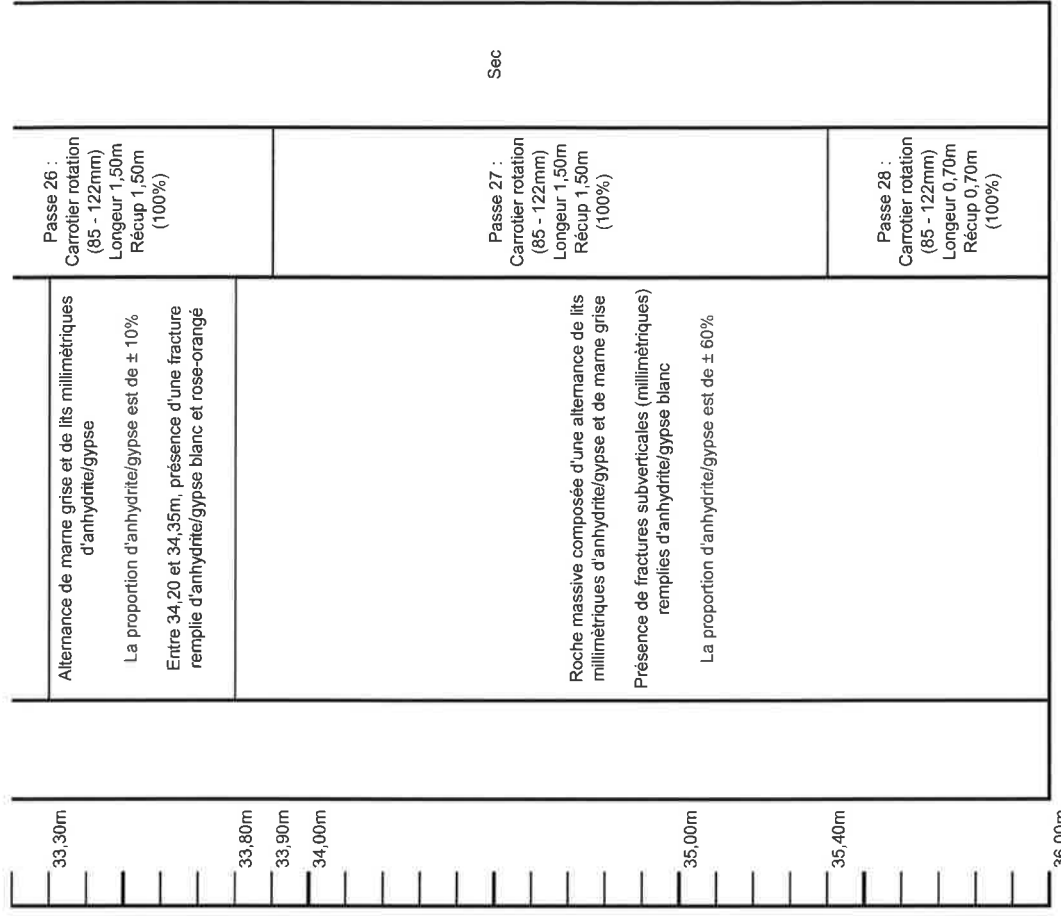 33,30m
33,80m
33,90m
34,00m
35,00m
35,40m
36,00m
Alternance de marne grise et de lits millimètriques
d'anhydrite/gypse
La proportion d'anhydrite/gypse est de ± 10%
Entre 34,20 et 34,35m, présence d'une fracture
remplie d'anhydrite/gypse blanc et rose-orangé
Roche massive composée d'une alternance de lits
millimètriques d'anhydrite/gypse et de marne grise
Présence de fractures subverticales (millimètriques)
remplies d'anhydrite/gypse blanc
La proportion d'anhydrite/gypse est de ± 60%
Passe 26 :
Carrotier rotation
(85 - 122mm)
Longeur 1,50m
Récup 1,50m
(100%)
Passe 27 :
Carrotier rotation
(85 - 122mm)
Longeur 1,50m
Récup 1,50m
(100%)
Passe 28 :
Carrotier rotation
(85 - 122mm)
Longeur 0,70m
Récup 0,70m
(100%)
Sec